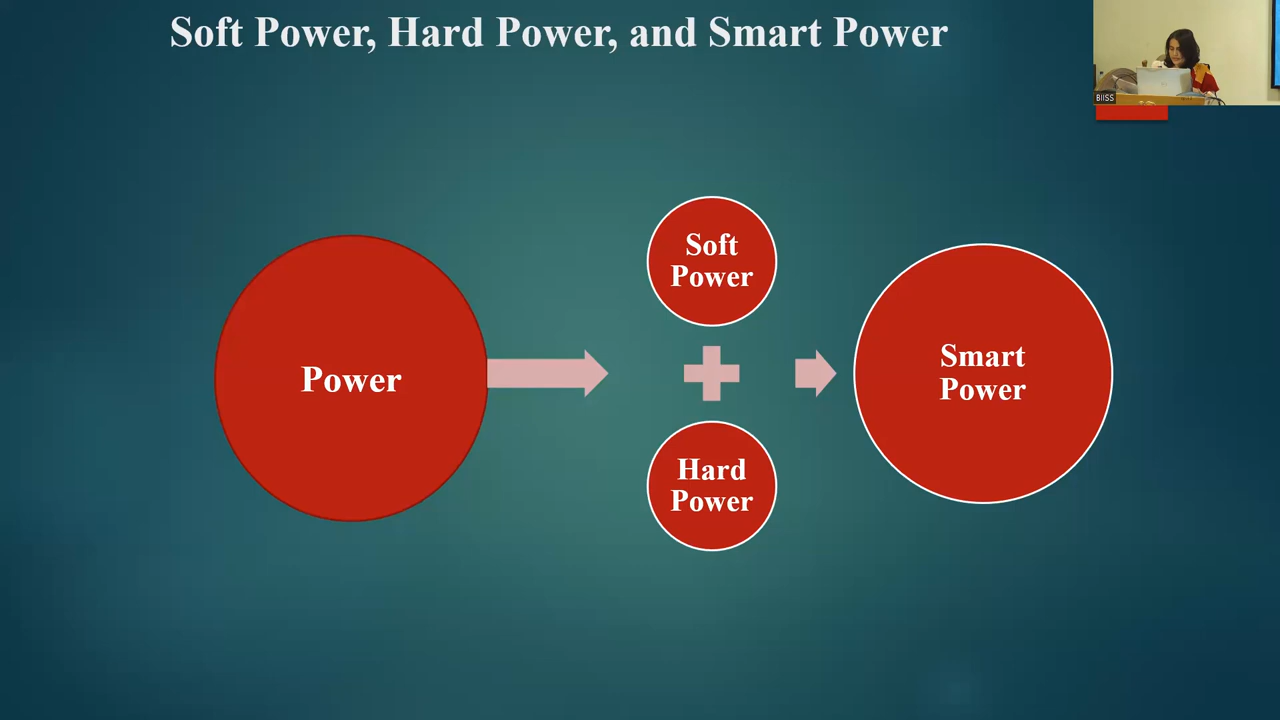 Soft Power, Hard Power, and Smart Power
BIISS
Power
Soft
Power
Hard
Power
Smart
Power